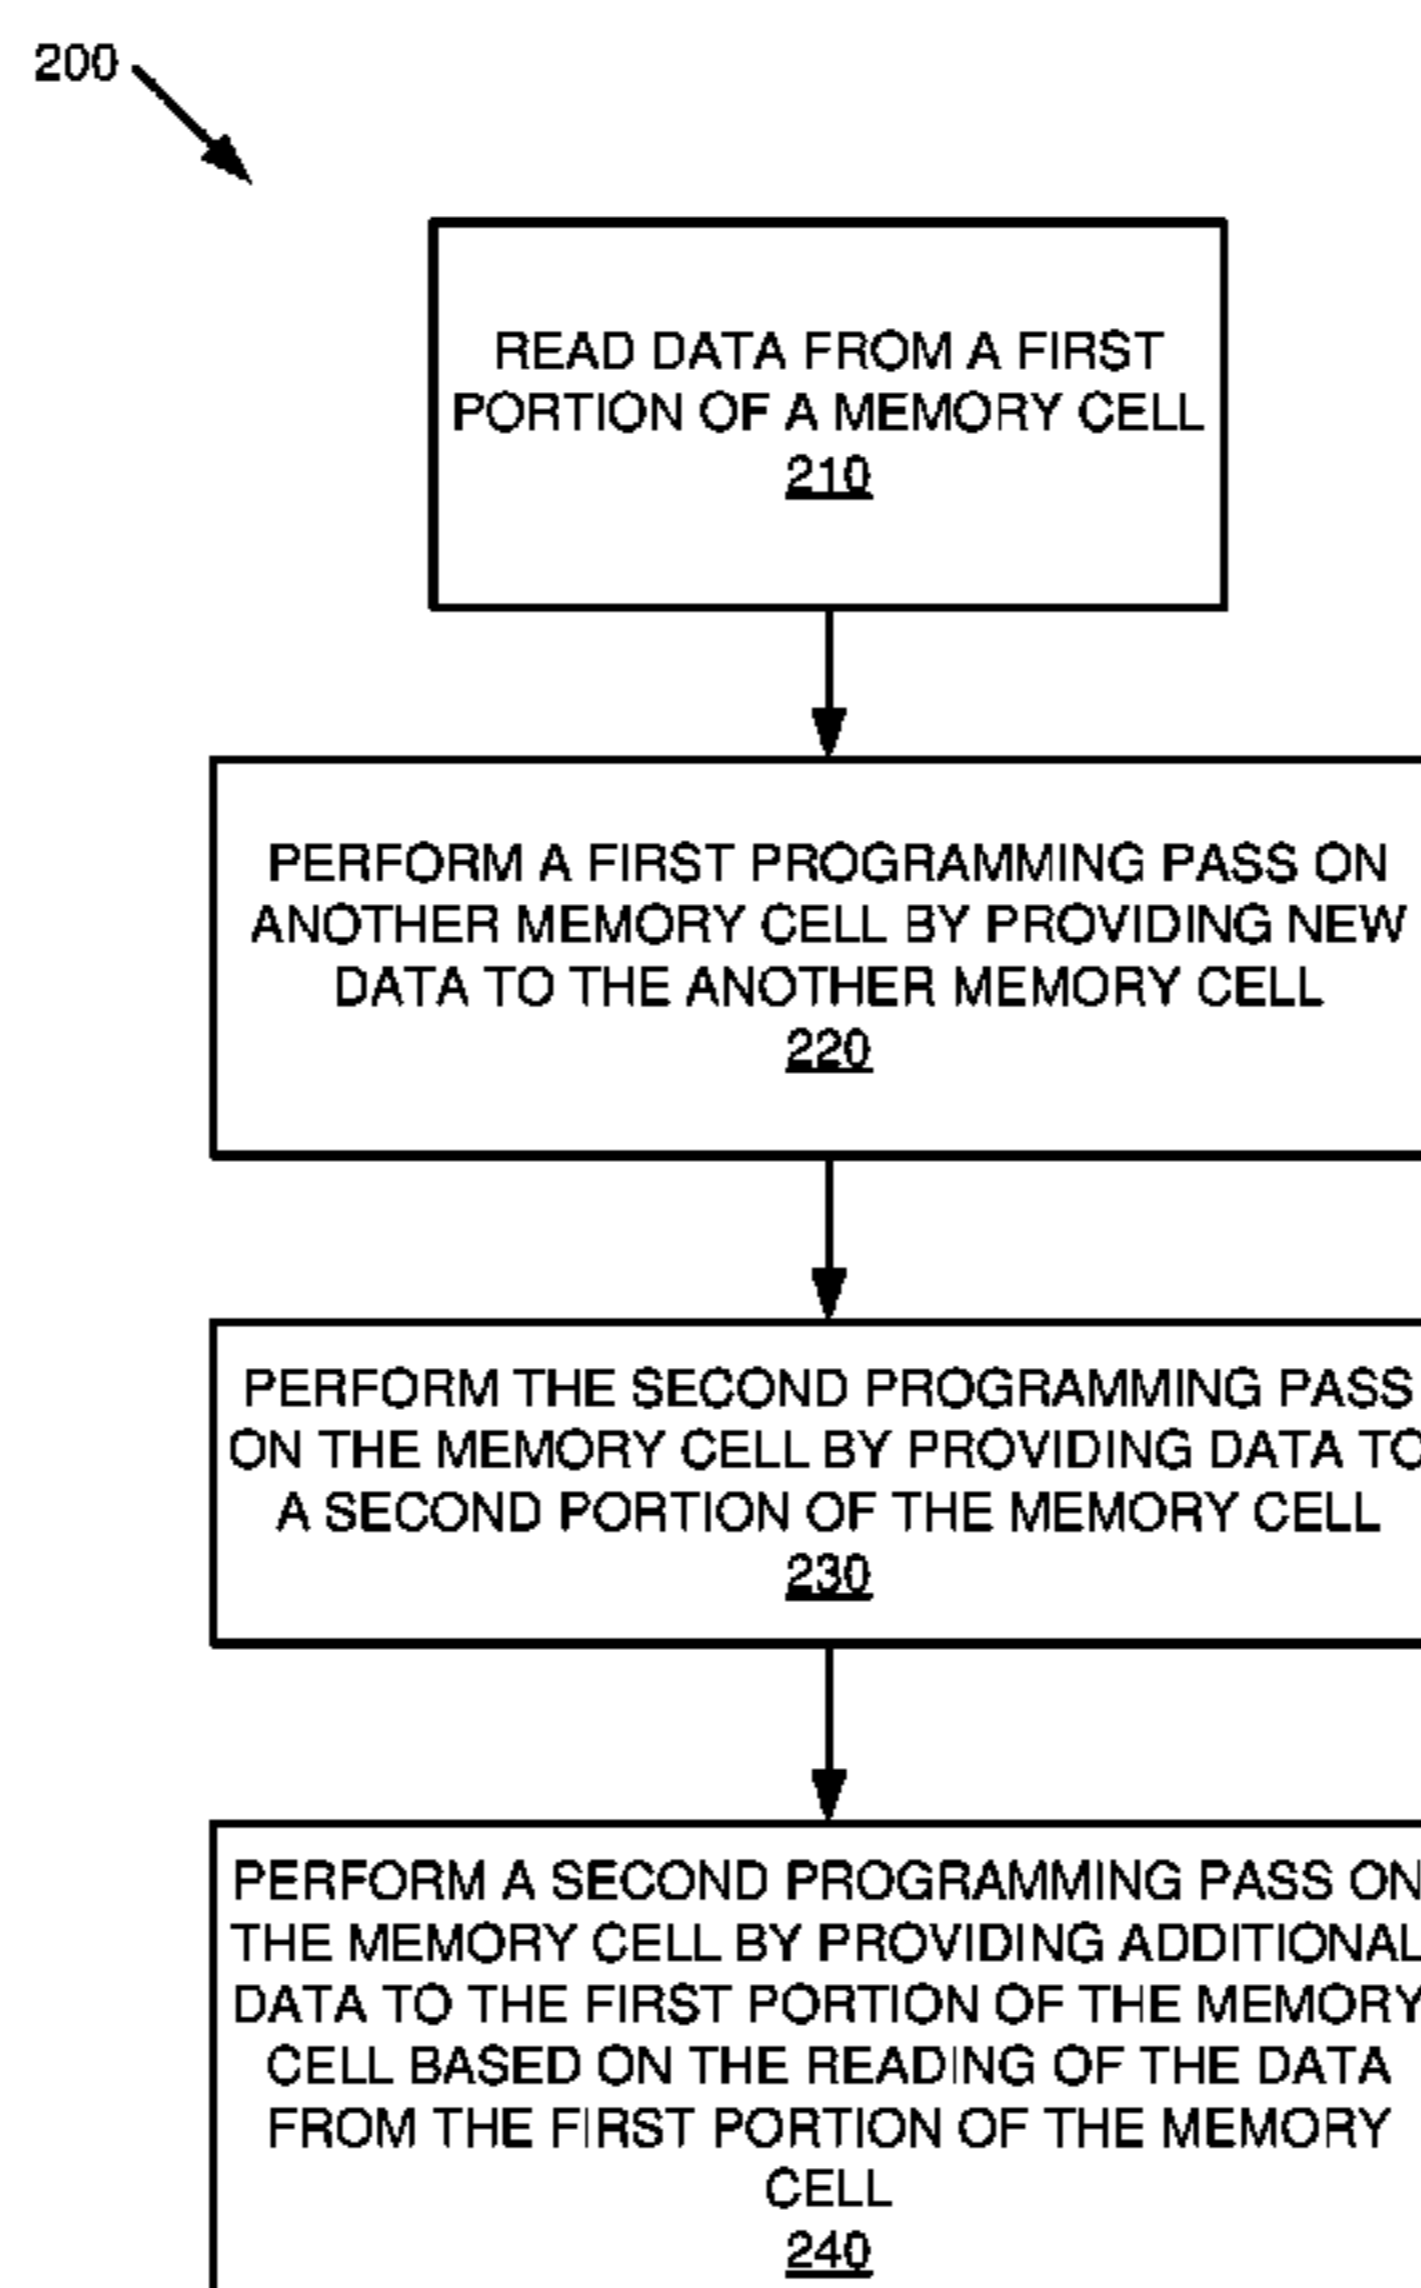 200
READ DATA FROM A FIRST
PORTION OF A MEMORY CELL
210
PERFORM A FIRST PROGRAMMING PASS ON
ANOTHER MEMORY CELL BY PROVIDING NEW
DATA TO THE ANOTHER MEMORY CELL
220
PERFORM THE SECOND PROGRAMMING PASS
ON THE MEMORY CELL BY PROVIDING DATA TO
A SECOND PORTION OF THE MEMORY CELL
230
PERFORM A SECOND PROGRAMMING PASS ON
THE MEMORY CELL BY PROVIDING ADDITIONAL
DATA TO THE FIRST PORTION OF THE MEMORY
CELL BASED ON THE READING OF THE DATA
FROM THE FIRST PORTION OF THE MEMORY
CELL
240